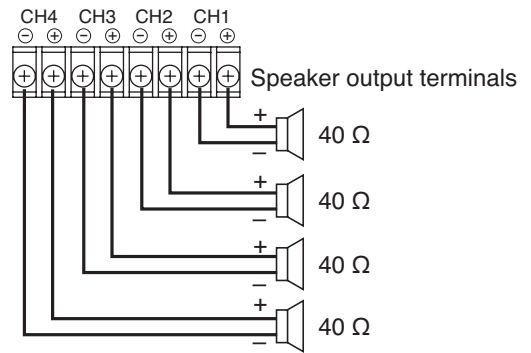 CH4 CH3 CH2 CH1
⊖ ⊕ ⊖ ⊕ ⊖ ⊕ ⊖ ⊕
Speaker output terminals
+
40 Ω
−
+
40 Ω
−
+
40 Ω
−
+
40 Ω
−